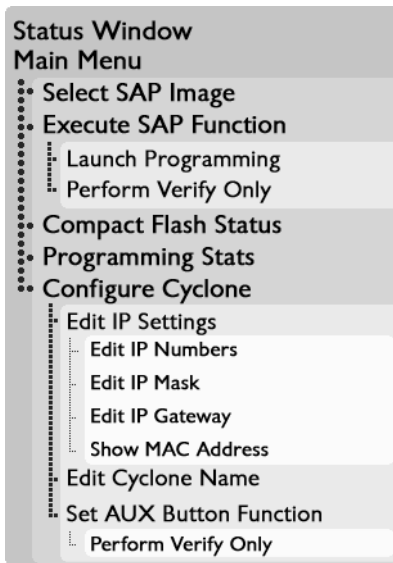 Status Window
Main Menu
Select SAP Image
Execute SAP Function
Launch Programming
Perform Verify Only
Compact Flash Status
Programming Stats
Configure Cyclone
Edit IP Settings
Edit IP Numbers
Edit IP Mask
Edit IP Gateway
Show MAC Address
Edit Cyclone Name
Set AUX Button Function
Perform Verify Only